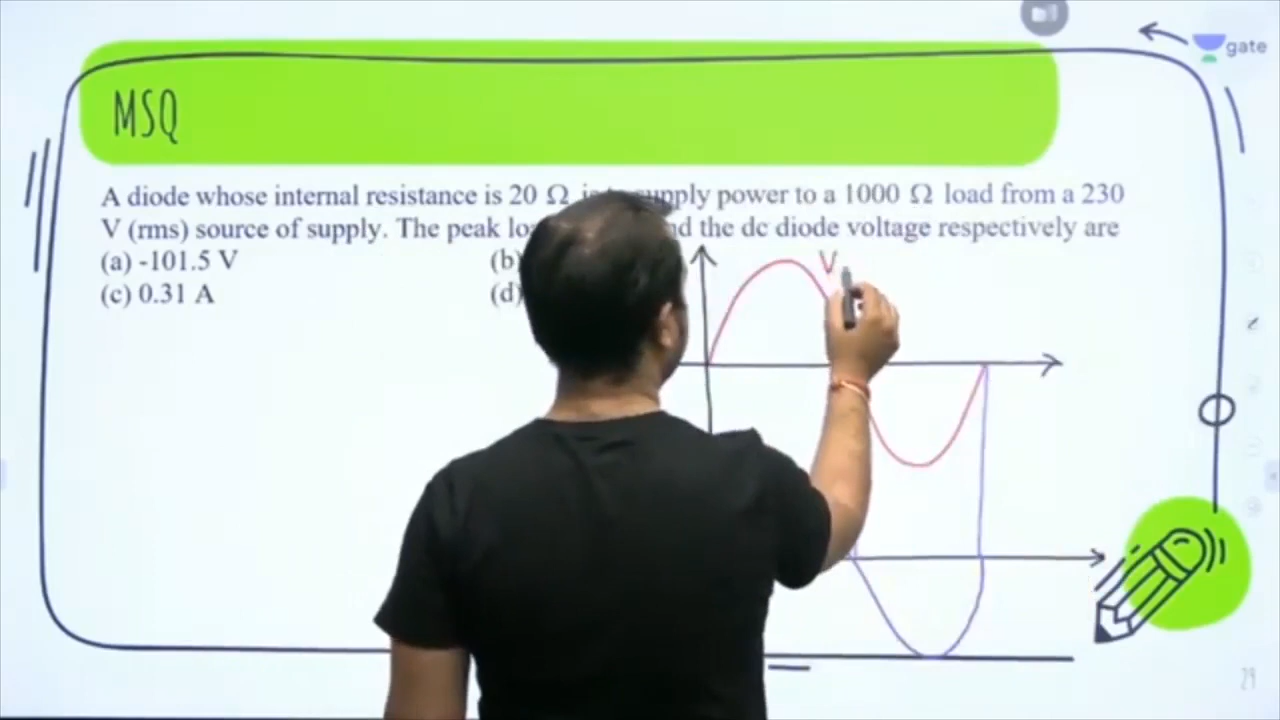 gate
MSQ
A diode whose internal resistance is 20 Ω supply power to a 1000 Ω load from a 230
V (rms) source of supply. The peak the dc diode voltage respectively are
(a) -101.5 V (b)
(c) 0.31 A (d)
V
29